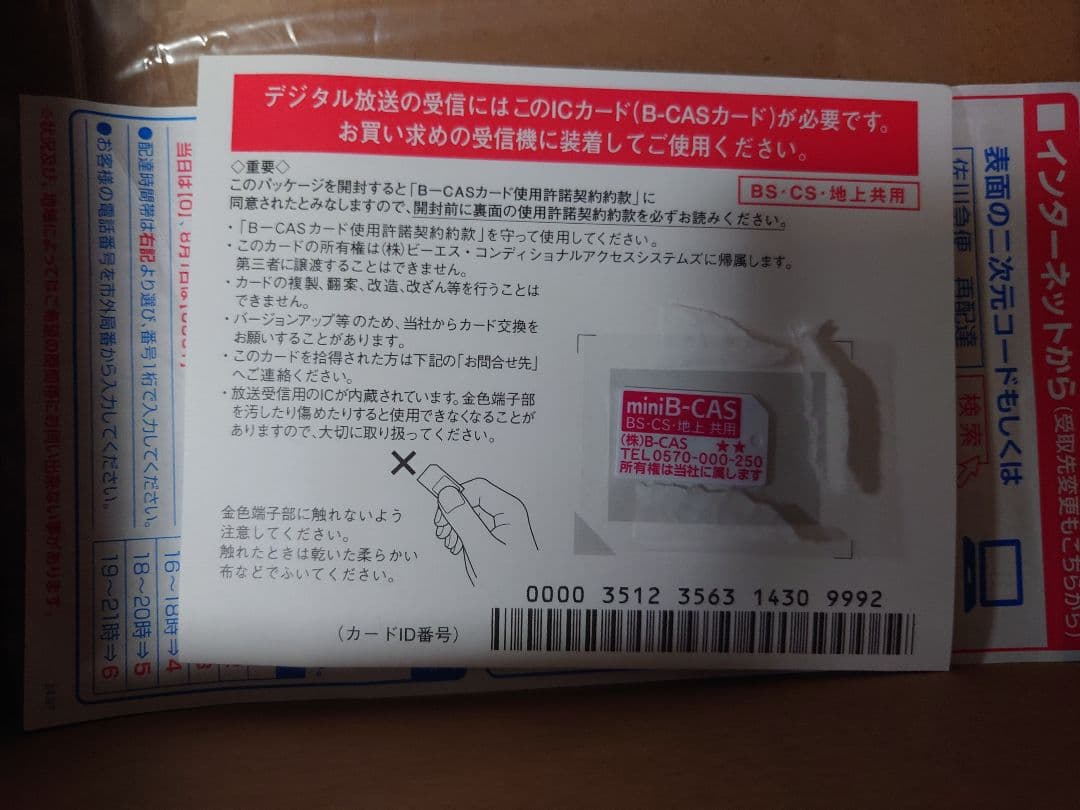 デジタル放送の受信にはこのICカード(B-CASカード)が必要です。
お買い求めの受信機に装着してご使用ください。
◇重要◇
このパッケージを開封すると「B－CASカード使用許諾契約約款」に
同意されたとみなしますので、開封前に裏面の使用許諾契約約款を必ずお読みください。
BS・CS・地上共用
・「B－CASカード使用許諾契約約款」を守って使用してください。
・このカードの所有権は(株)ビーエス・コンディショナルアクセスシステムズに帰属します。
第三者に譲渡することはできません。
・カードの複製、翻案、改造、改ざん等を行うことは
できません。
・バージョンアップ等のため、当社からカード交換を
お願いすることがあります。
・このカードを拾得された方は下記の「お問合せ先」
へご連絡ください。
・放送受信用のICが内蔵されています。金色端子部
を汚したり傷めたりすると使用できなくなることが
ありますので、大切に取り扱ってください。
金色端子部に触れないよう
注意してください。
触れたときは乾いた柔らかい
布などでふいてください。
miniB-CAS
BS・CS・地上 共用
(株)B-CAS ★★
TEL0570-000-250
所有権は当社に属します
0000 3512 3563 1430 9992
(カードID番号)
インターネットから(受取先変更もこちらから)
表面の二次元コードもしくは
佐川急便 再配達
検索
●配達時間帯は右記より選び、番号1桁で入力してください。
●お客様の電話番号を市外局番から入力してください。
16～18時⇒4
18～20時⇒5
19～21時⇒6